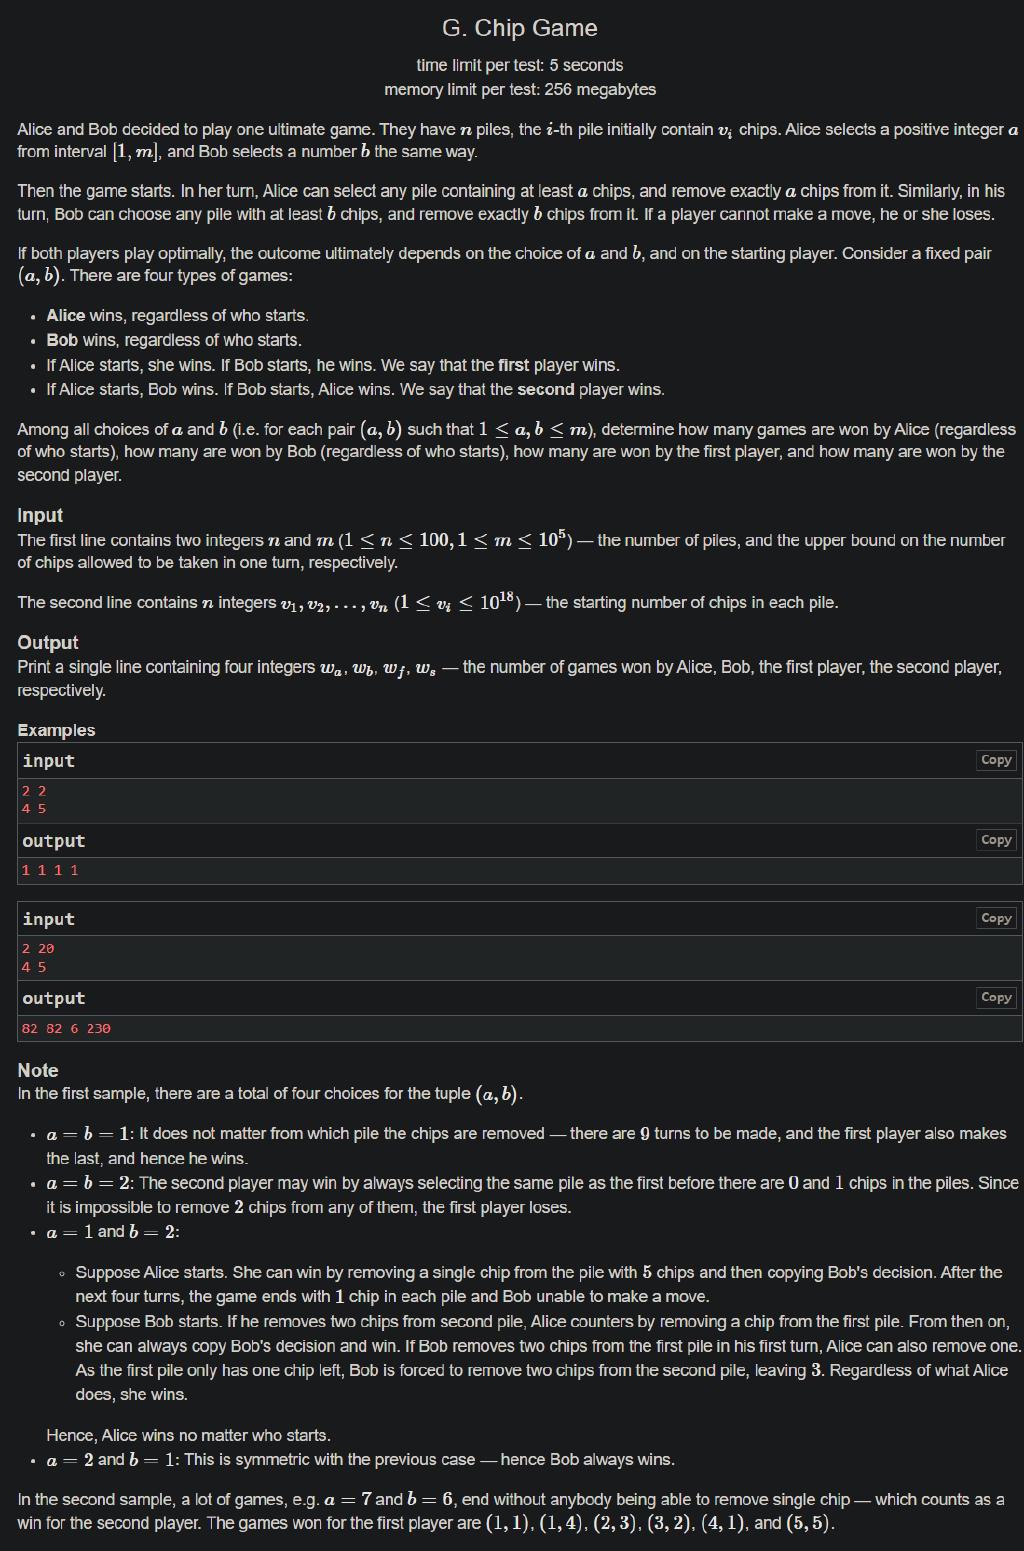 G. Chip Game
time limit per test: 5 seconds
memory limit per test: 256 megabytes
Alice and Bob decided to play one ultimate game. They have n piles, the i-th pile initially contain v_i chips. Alice selects a positive integer a
from interval [1, m], and Bob selects a number b the same way.
Then the game starts. In her turn, Alice can select any pile containing at least a chips, and remove exactly a chips from it. Similarly, in his
turn, Bob can choose any pile with at least b chips, and remove exactly b chips from it. If a player cannot make a move, he or she loses.
If both players play optimally, the outcome ultimately depends on the choice of a and b, and on the starting player. Consider a fixed pair
(a, b). There are four types of games:
• Alice wins, regardless of who starts.
• Bob wins, regardless of who starts.
• If Alice starts, she wins. If Bob starts, he wins. We say that the first player wins.
• If Alice starts, Bob wins. If Bob starts, Alice wins. We say that the second player wins.
Among all choices of a and b (i.e. for each pair (a, b) such that 1 ≤ a, b ≤ m), determine how many games are won by Alice (regardless
of who starts), how many are won by Bob (regardless of who starts), how many are won by the first player, and how many are won by the
second player.
Input
The first line contains two integers n and m (1 ≤ n ≤ 100, 1 ≤ m ≤ 10^5) — the number of piles, and the upper bound on the number
of chips allowed to be taken in one turn, respectively.
The second line contains n integers v_1, v_2, ..., v_n (1 ≤ v_i ≤ 10^18) — the starting number of chips in each pile.
Output
Print a single line containing four integers w_a, w_b, w_f, w_s — the number of games won by Alice, Bob, the first player, the second player,
respectively.
Examples
input Copy
2 2
4 5
output Copy
1 1 1 1
input Copy
2 20
4 5
output Copy
82 82 6 230
Note
In the first sample, there are a total of four choices for the tuple (a, b).
• a = b = 1: It does not matter from which pile the chips are removed — there are 9 turns to be made, and the first player also makes
the last, and hence he wins.
• a = b = 2: The second player may win by always selecting the same pile as the first before there are 0 and 1 chips in the piles. Since
it is impossible to remove 2 chips from any of them, the first player loses.
• a = 1 and b = 2:
◦ Suppose Alice starts. She can win by removing a single chip from the pile with 5 chips and then copying Bob's decision. After the
next four turns, the game ends with 1 chip in each pile and Bob unable to make a move.
◦ Suppose Bob starts. If he removes two chips from second pile, Alice counters by removing a chip from the first pile. From then on,
she can always copy Bob's decision and win. If Bob removes two chips from the first pile in his first turn, Alice can also remove one.
As the first pile only has one chip left, Bob is forced to remove two chips from the second pile, leaving 3. Regardless of what Alice
does, she wins.
Hence, Alice wins no matter who starts.
• a = 2 and b = 1: This is symmetric with the previous case — hence Bob always wins.
In the second sample, a lot of games, e.g. a = 7 and b = 6, end without anybody being able to remove single chip — which counts as a
win for the second player. The games won for the first player are (1, 1), (1, 4), (2, 3), (3, 2), (4, 1), and (5, 5).